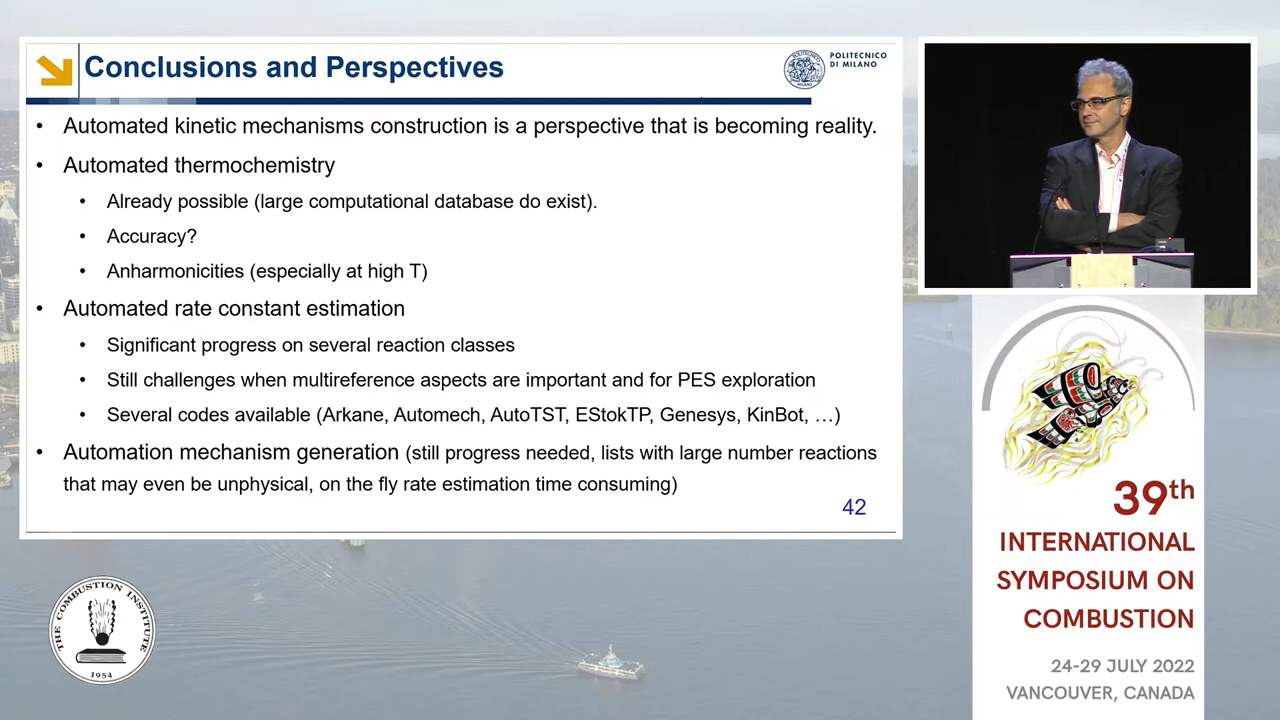 Conclusions and Perspectives
POLITECNICO
DI MILANO
• Automated kinetic mechanisms construction is a perspective that is becoming reality.
• Automated thermochemistry
• Already possible (large computational database do exist).
• Accuracy?
• Anharmonicities (especially at high T)
• Automated rate constant estimation
• Significant progress on several reaction classes
• Still challenges when multireference aspects are important and for PES exploration
• Several codes available (Arkane, Automech, AutoTST, EStokTP, Genesys, KinBot, …)
• Automation mechanism generation (still progress needed, lists with large number reactions
that may even be unphysical, on the fly rate estimation time consuming)
42
39th
INTERNATIONAL
SYMPOSIUM ON
COMBUSTION
24-29 JULY 2022
VANCOUVER, CANADA
THE COMBUSTION INSTITUTE
1954